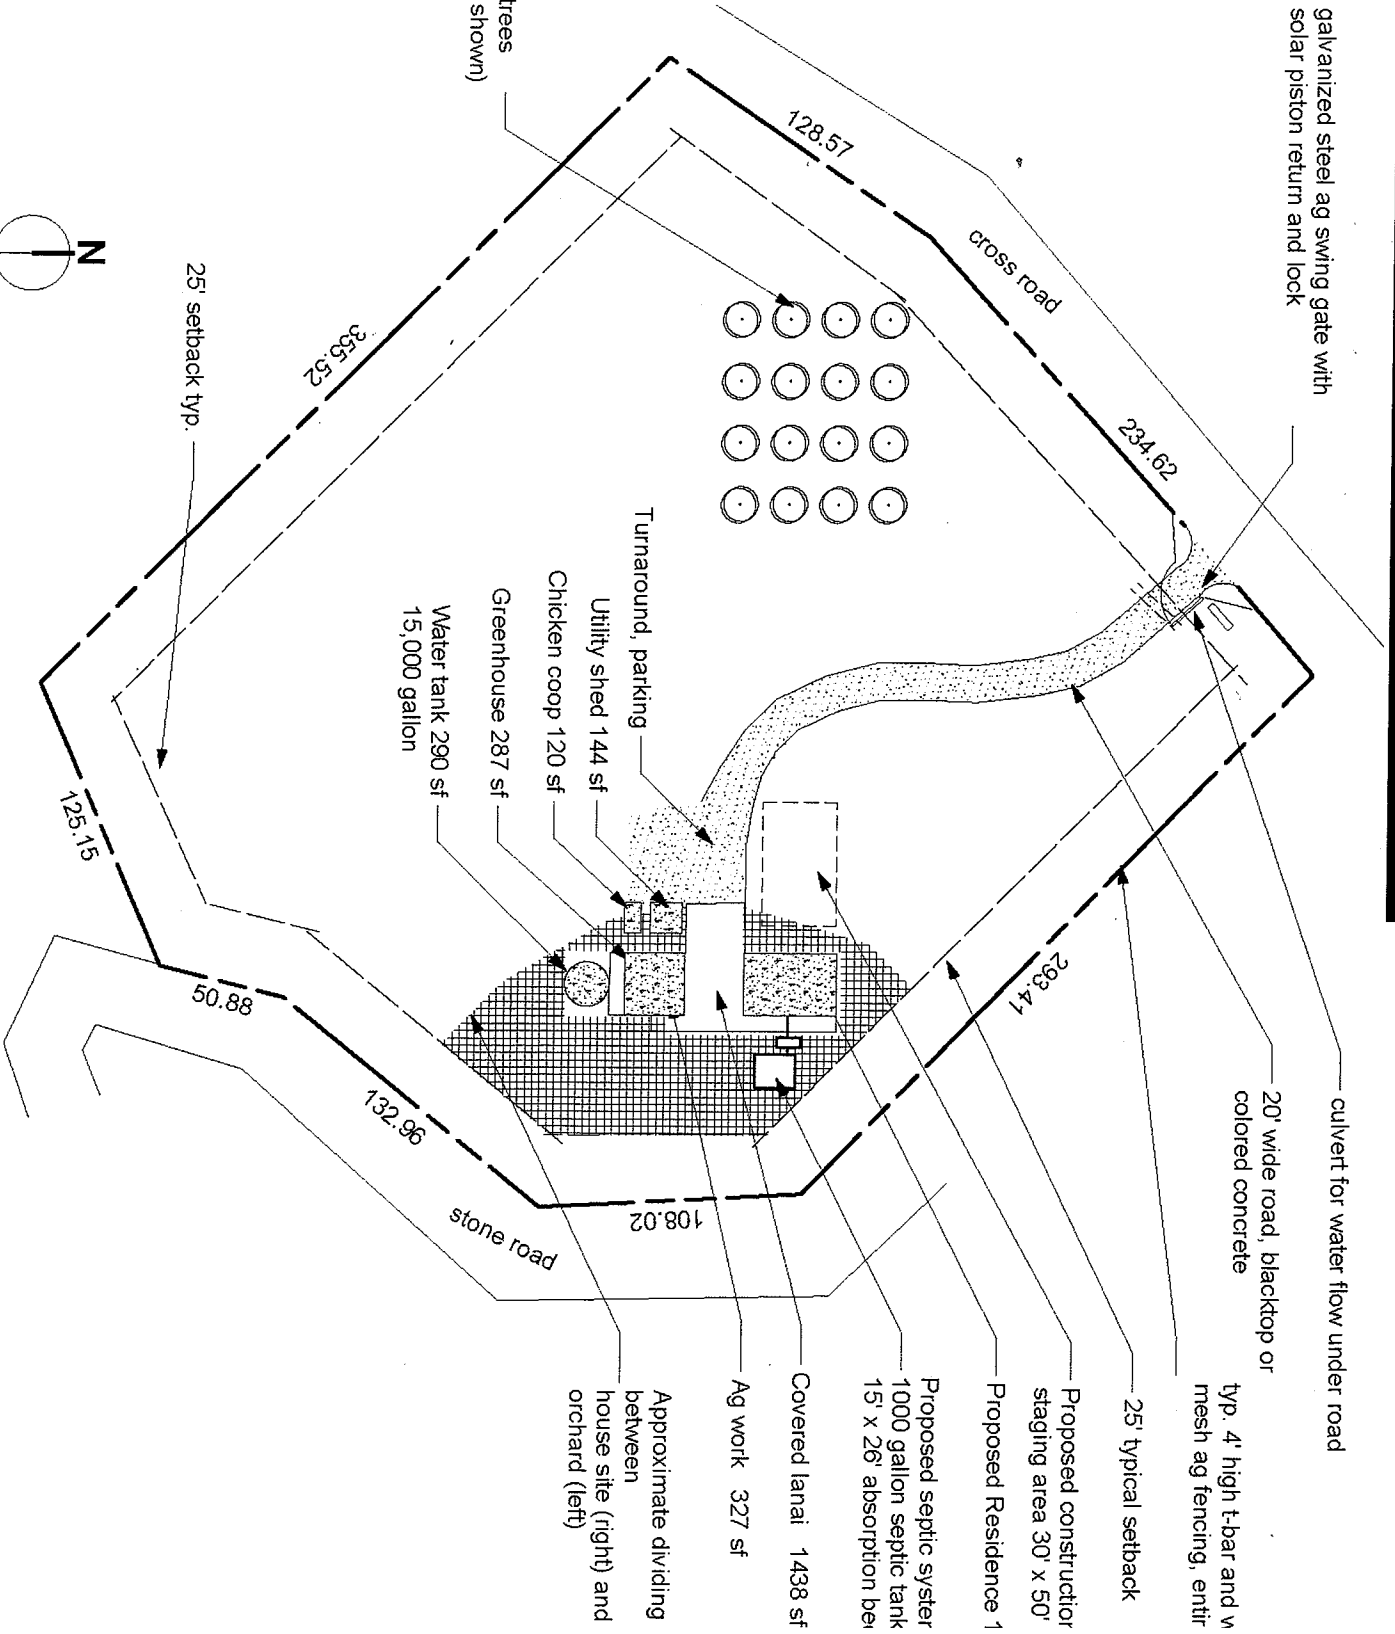 galvanized steel ag swing gate with
solar piston return and lock
trees
shown)
128.57
cross road
234.62
culvert for water flow under road
20' wide road, blacktop or
colored concrete
typ. 4' high t-bar and
mesh ag fencing,
25' typical setback
Proposed construction
staging area 30' x 50'
Proposed Residence
Proposed septic
1000 gallon septic tank
15' x 26' absorption
Covered lanai 1438 sf
Ag work 327 sf
Approximate dividing
between
house site (right) and
orchard (left)
Turnaround, parking
Utility shed 144 sf
Chicken coop 120 sf
Greenhouse 287 sf
Water tank 290 sf
15,000 gallon
N
25' setback typ.
355.52
125.15
50.88
132.96
stone road
108.02
293.41